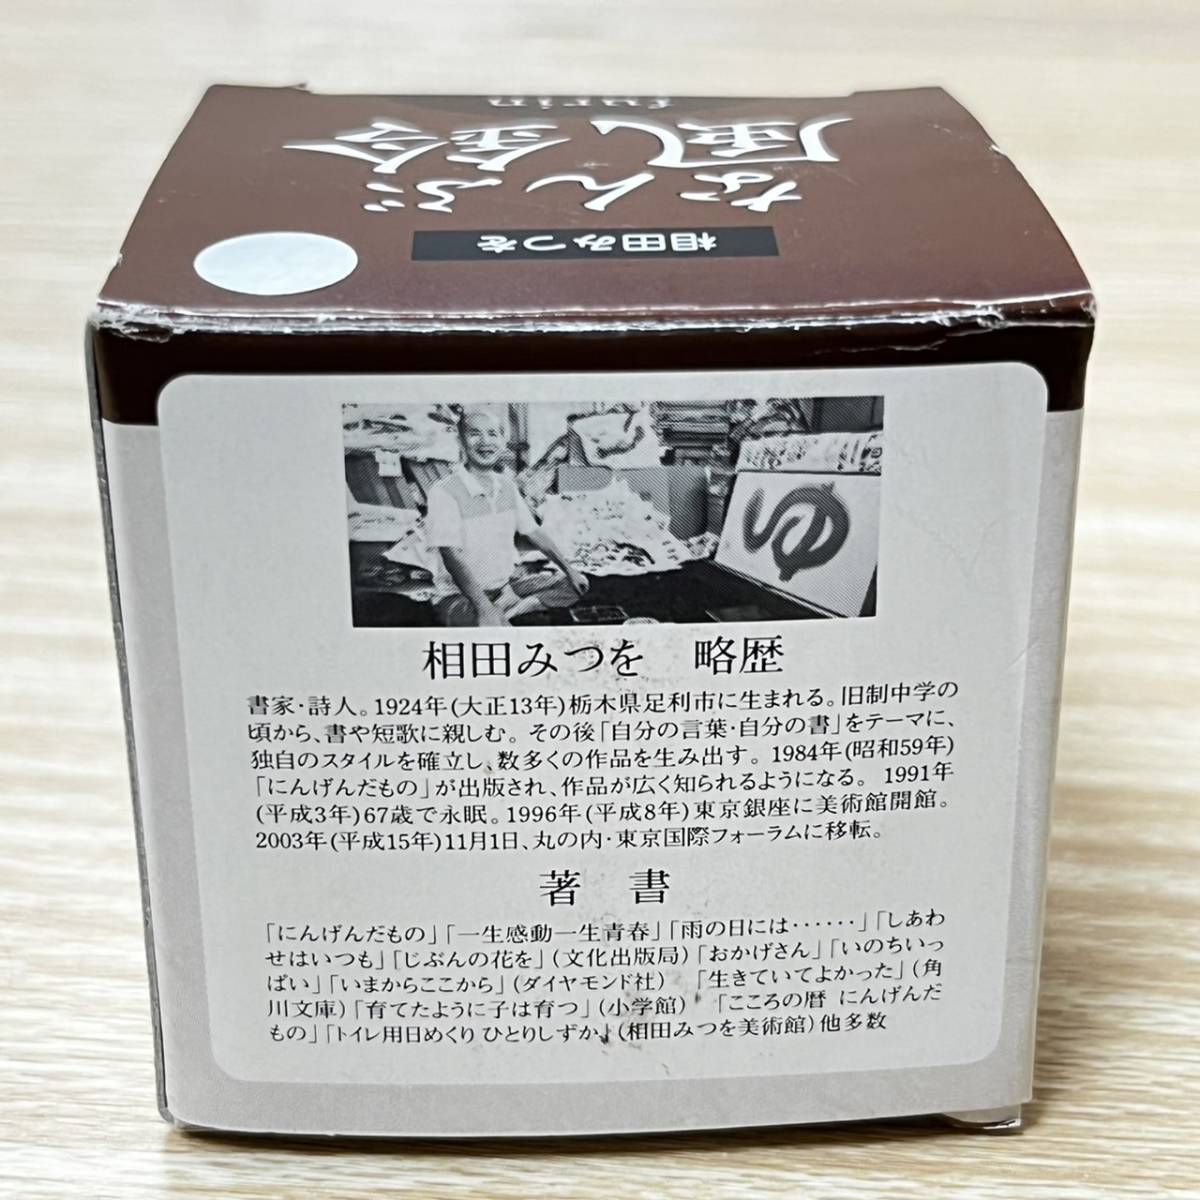 furin
なんぶ
風鈴
相田みつを
ゆ
相田みつを 略歴
書家・詩人。1924年(大正13年)栃木県足利市に生まれる。旧制中学の
頃から、書や短歌に親しむ。その後「自分の言葉・自分の書」をテーマに、
独自のスタイルを確立し、数多くの作品を生み出す。1984年(昭和59年)
「にんげんだもの」が出版され、作品が広く知られるようになる。1991年
(平成3年)67歳で永眠。1996年(平成8年)東京銀座に美術館開館。
2003年(平成15年)11月1日、丸の内・東京国際フォーラムに移転。
著 書
「にんげんだもの」「一生感動一生青春」「雨の日には……」「しあわ
せはいつも」「じぶんの花を」(文化出版局)「おかげさん」「いのちいっ
ぱい」「いまからここから」(ダイヤモンド社) 「生きていてよかった」(角
川文庫)「育てたように子は育つ」(小学館) 「こころの暦 にんげんだ
もの」「トイレ用日めくり ひとりしずか」(相田みつを美術館)他多数